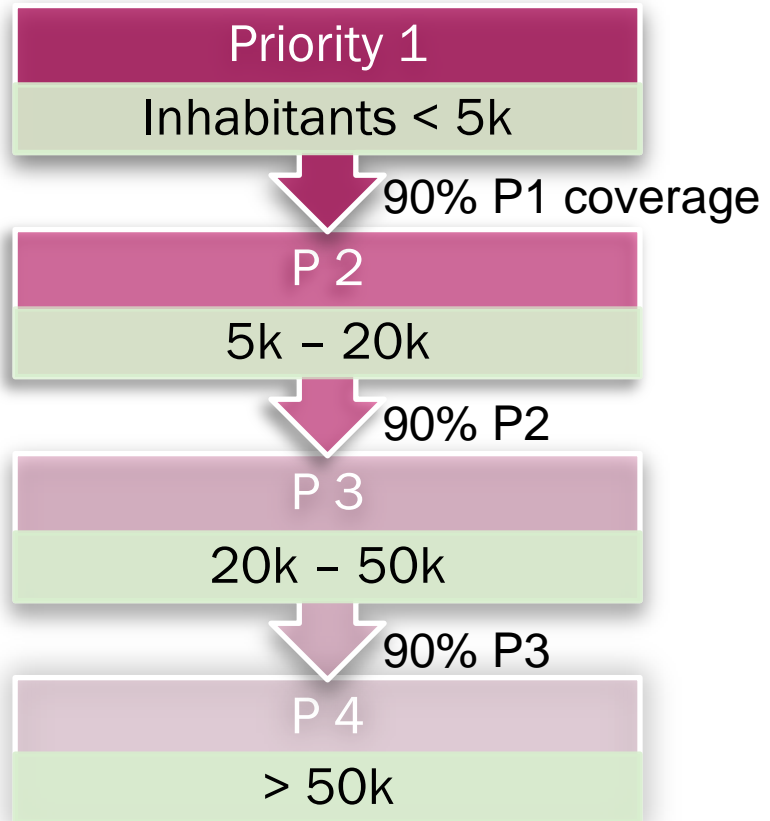 Priority 1
Inhabitants < 5k
90% P1 coverage
P 2
5k – 20k
90% P2
P 3
20k – 50k
90% P3
P 4
> 50k